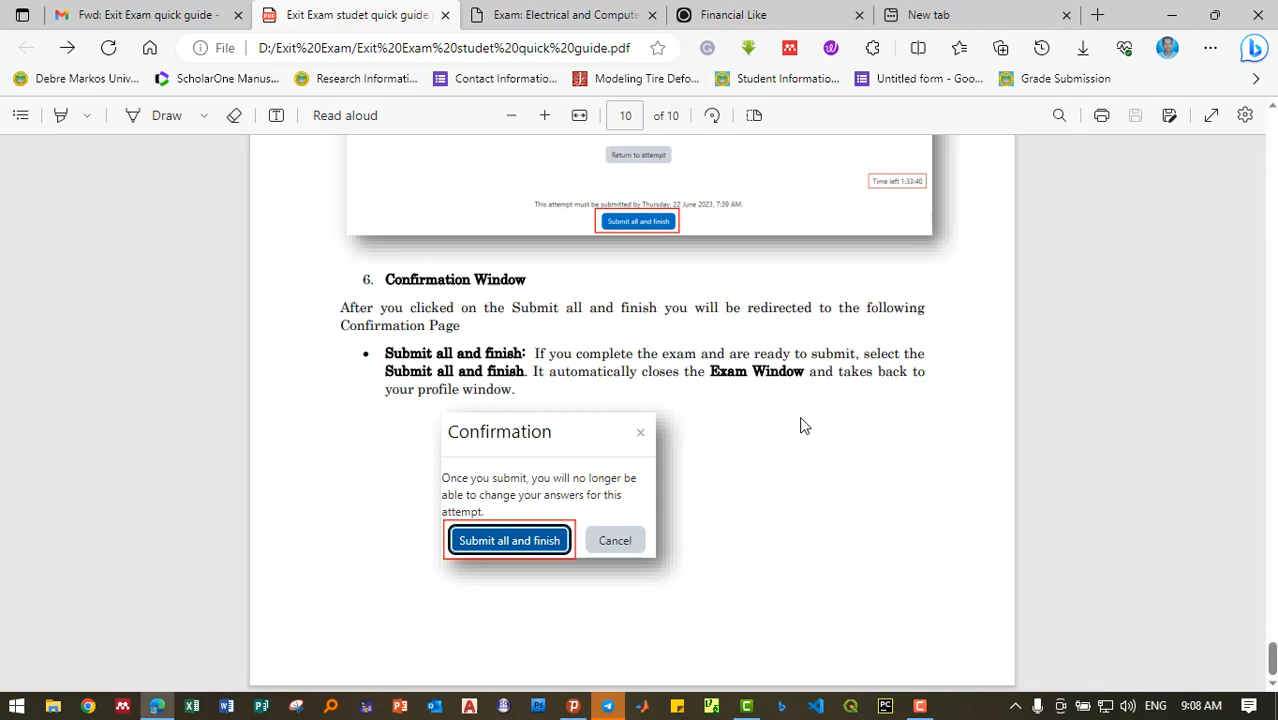 Fwd: Exit Exam quick guide -
Exit Exam studet quick guide.p
Exam: Electrical and Compute
Financial Like
New tab
File
D:/Exit%20Exam/Exit%20Exam%20studet%20quick%20guide.pdf
Debre Markos Univ...
ScholarOne Manus...
Research Informati...
Contact Informatio...
Modeling Tire Defo...
Student Informatio...
Untitled form - Goo...
Grade Submission
Draw
Read aloud
10
of 10
Return to attempt
Time left 1:33:40
This attempt must be submitted by Thursday, 22 June 2023, 7:39 AM.
Submit all and finish
6. Confirmation Window
After you clicked on the Submit all and finish you will be redirected to the following
Confirmation Page
• Submit all and finish: If you complete the exam and are ready to submit, select the
Submit all and finish. It automatically closes the Exam Window and takes back to
your profile window.
Confirmation
Once you submit, you will no longer be
able to change your answers for this
attempt.
Submit all and finish
Cancel
ENG
9:08 AM